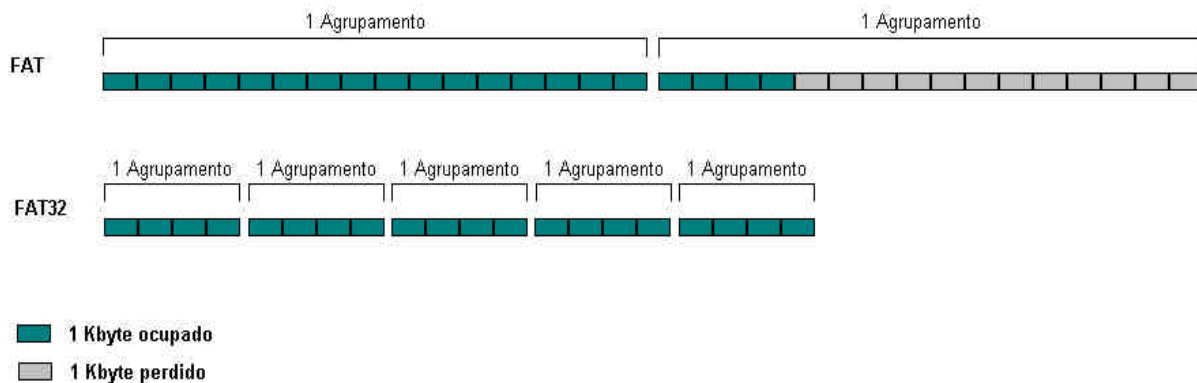 1 Agrupamento 1 Agrupamento
FAT
1 Agrupamento 1 Agrupamento 1 Agrupamento 1 Agrupamento 1 Agrupamento
FAT32
1 Kbyte ocupado
1 Kbyte perdido